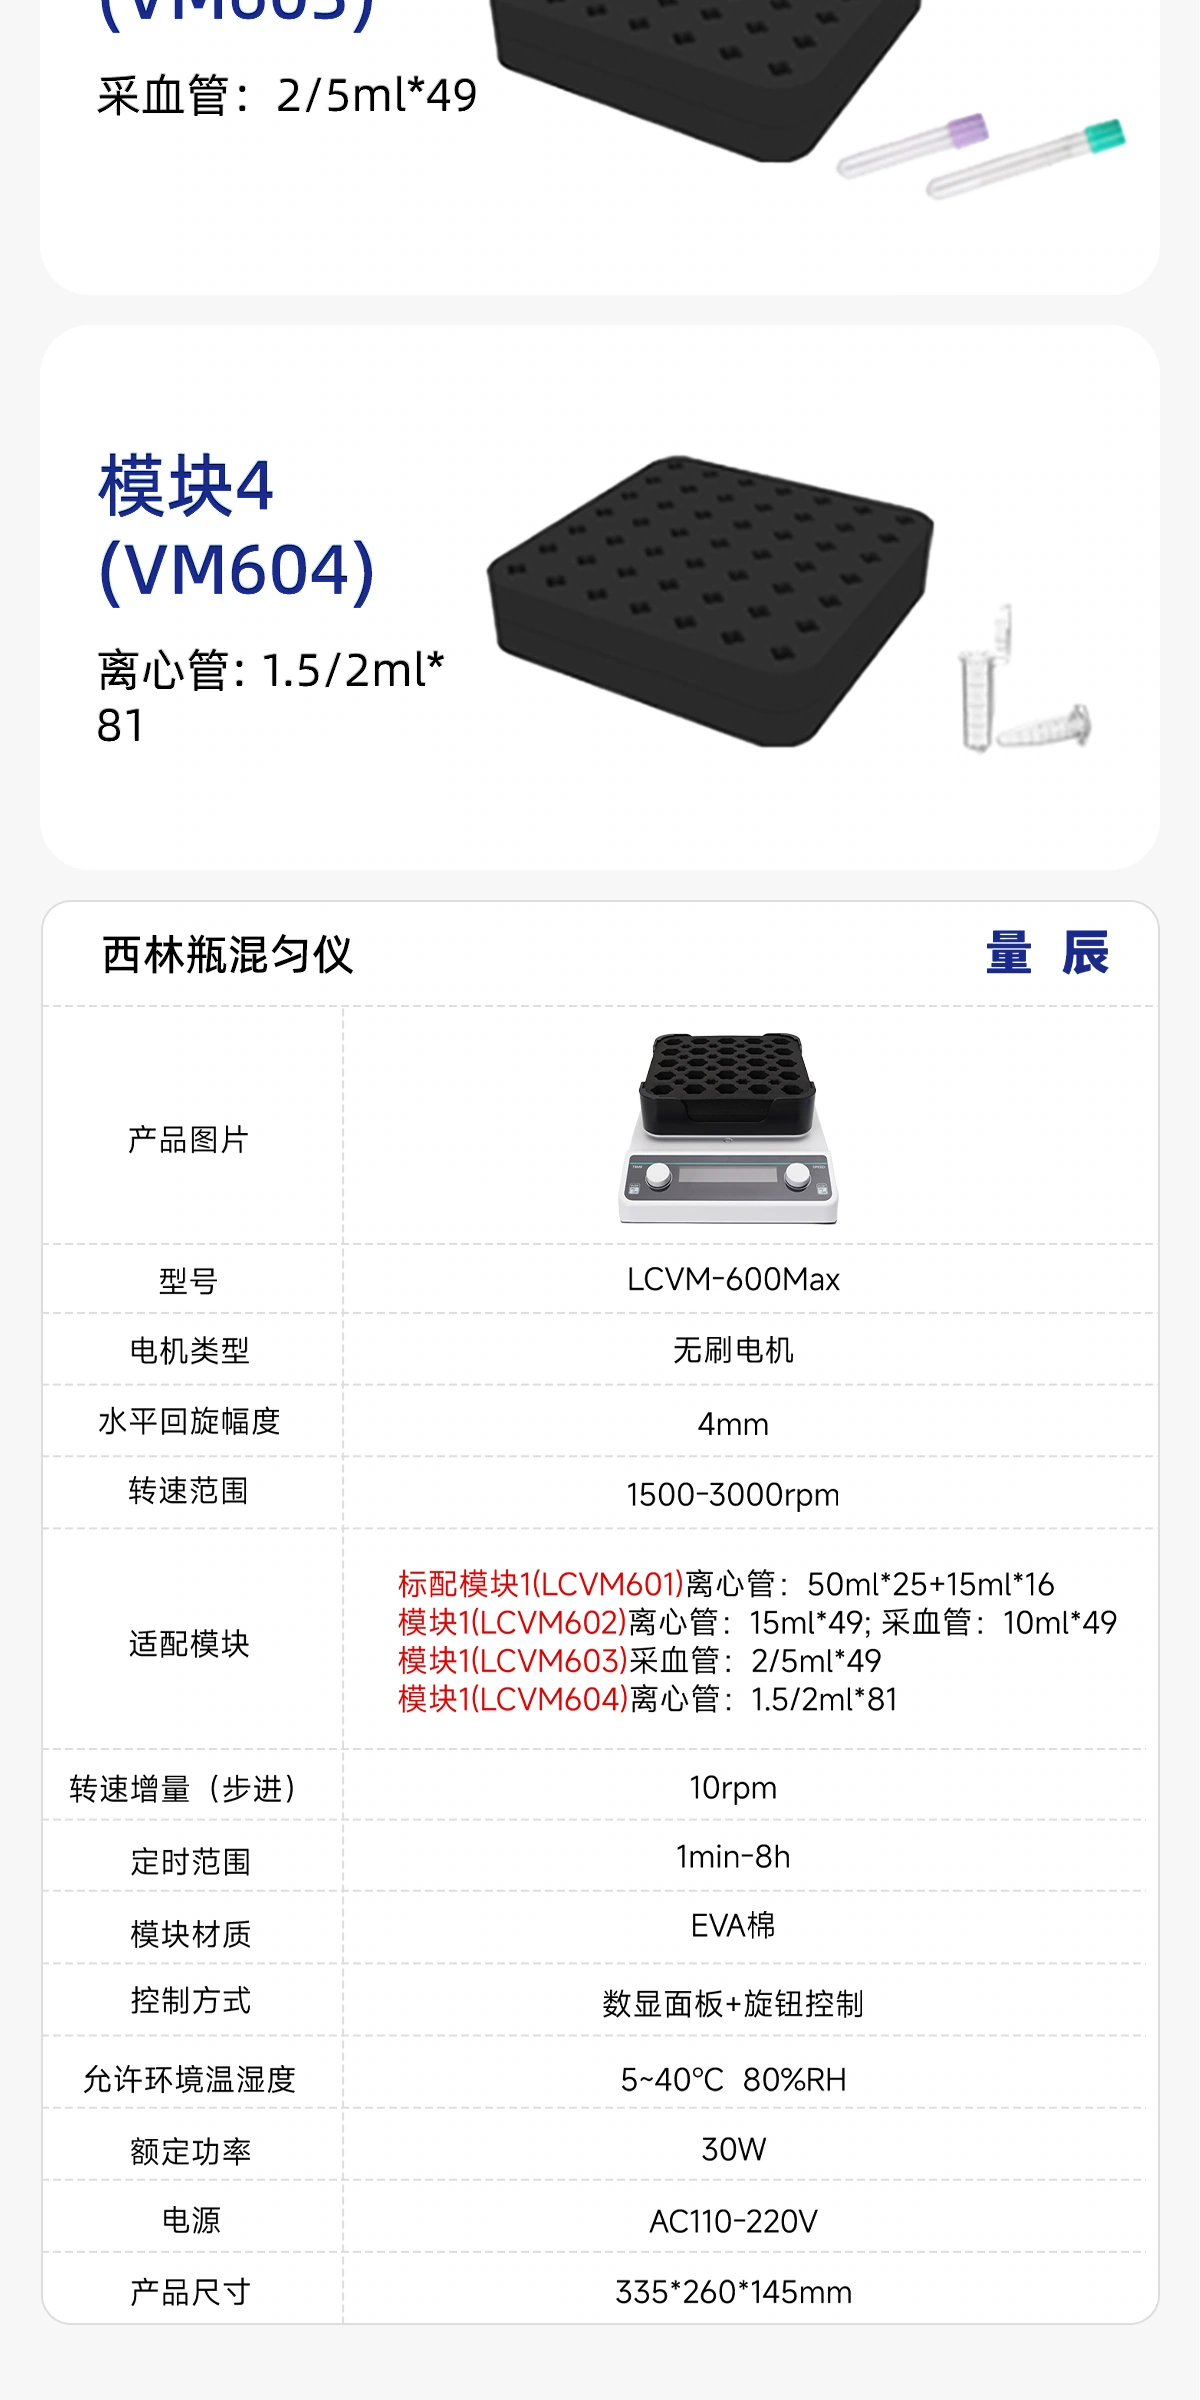 (VM603)
采血管：2/5ml*49
模块4
(VM604)
离心管: 1.5/2ml*
81
西林瓶混匀仪
量 辰
产品图片
型号
LCVM-600Max
电机类型
无刷电机
水平回旋幅度
4mm
转速范围
1500-3000rpm
适配模块
标配模块1(LCVM601)离心管：50ml*25+15ml*16
模块1(LCVM602)离心管：15ml*49; 采血管：10ml*49
模块1(LCVM603)采血管：2/5ml*49
模块1(LCVM604)离心管：1.5/2ml*81
转速增量（步进）
10rpm
定时范围
1min-8h
模块材质
EVA棉
控制方式
数显面板+旋钮控制
允许环境温湿度
5~40℃ 80%RH
额定功率
30W
电源
AC110-220V
产品尺寸
335*260*145mm